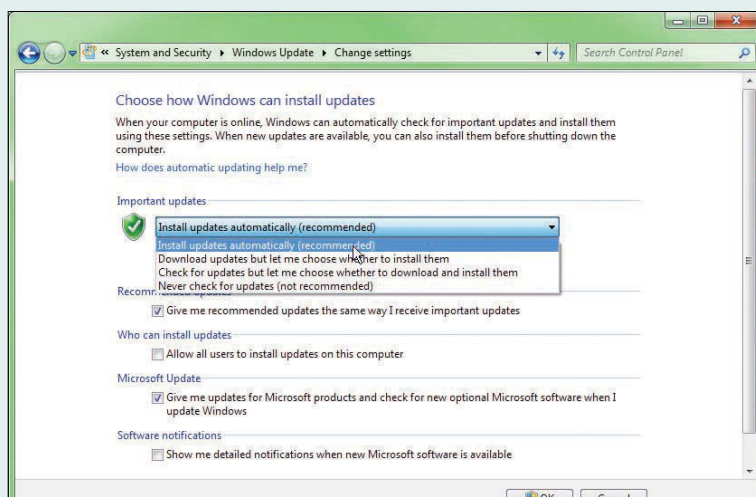 « System and Security ▸ Windows Update ▸ Change settings
Search Control Panel
Choose how Windows can install updates
When your computer is online, Windows can automatically check for important updates and install them
using these settings. When new updates are available, you can also install them before shutting down the
computer.
How does automatic updating help me?
Important updates
Install updates automatically (recommended)
Install updates automatically (recommended)
Download updates but let me choose whether to install them
Check for updates but let me choose whether to download and install them
Never check for updates (not recommended)
Recommended updates
Give me recommended updates the same way I receive important updates
Who can install updates
Allow all users to install updates on this computer
Microsoft Update
Give me updates for Microsoft products and check for new optional Microsoft software when I
update Windows
Software notifications
Show me detailed notifications when new Microsoft software is available
OK